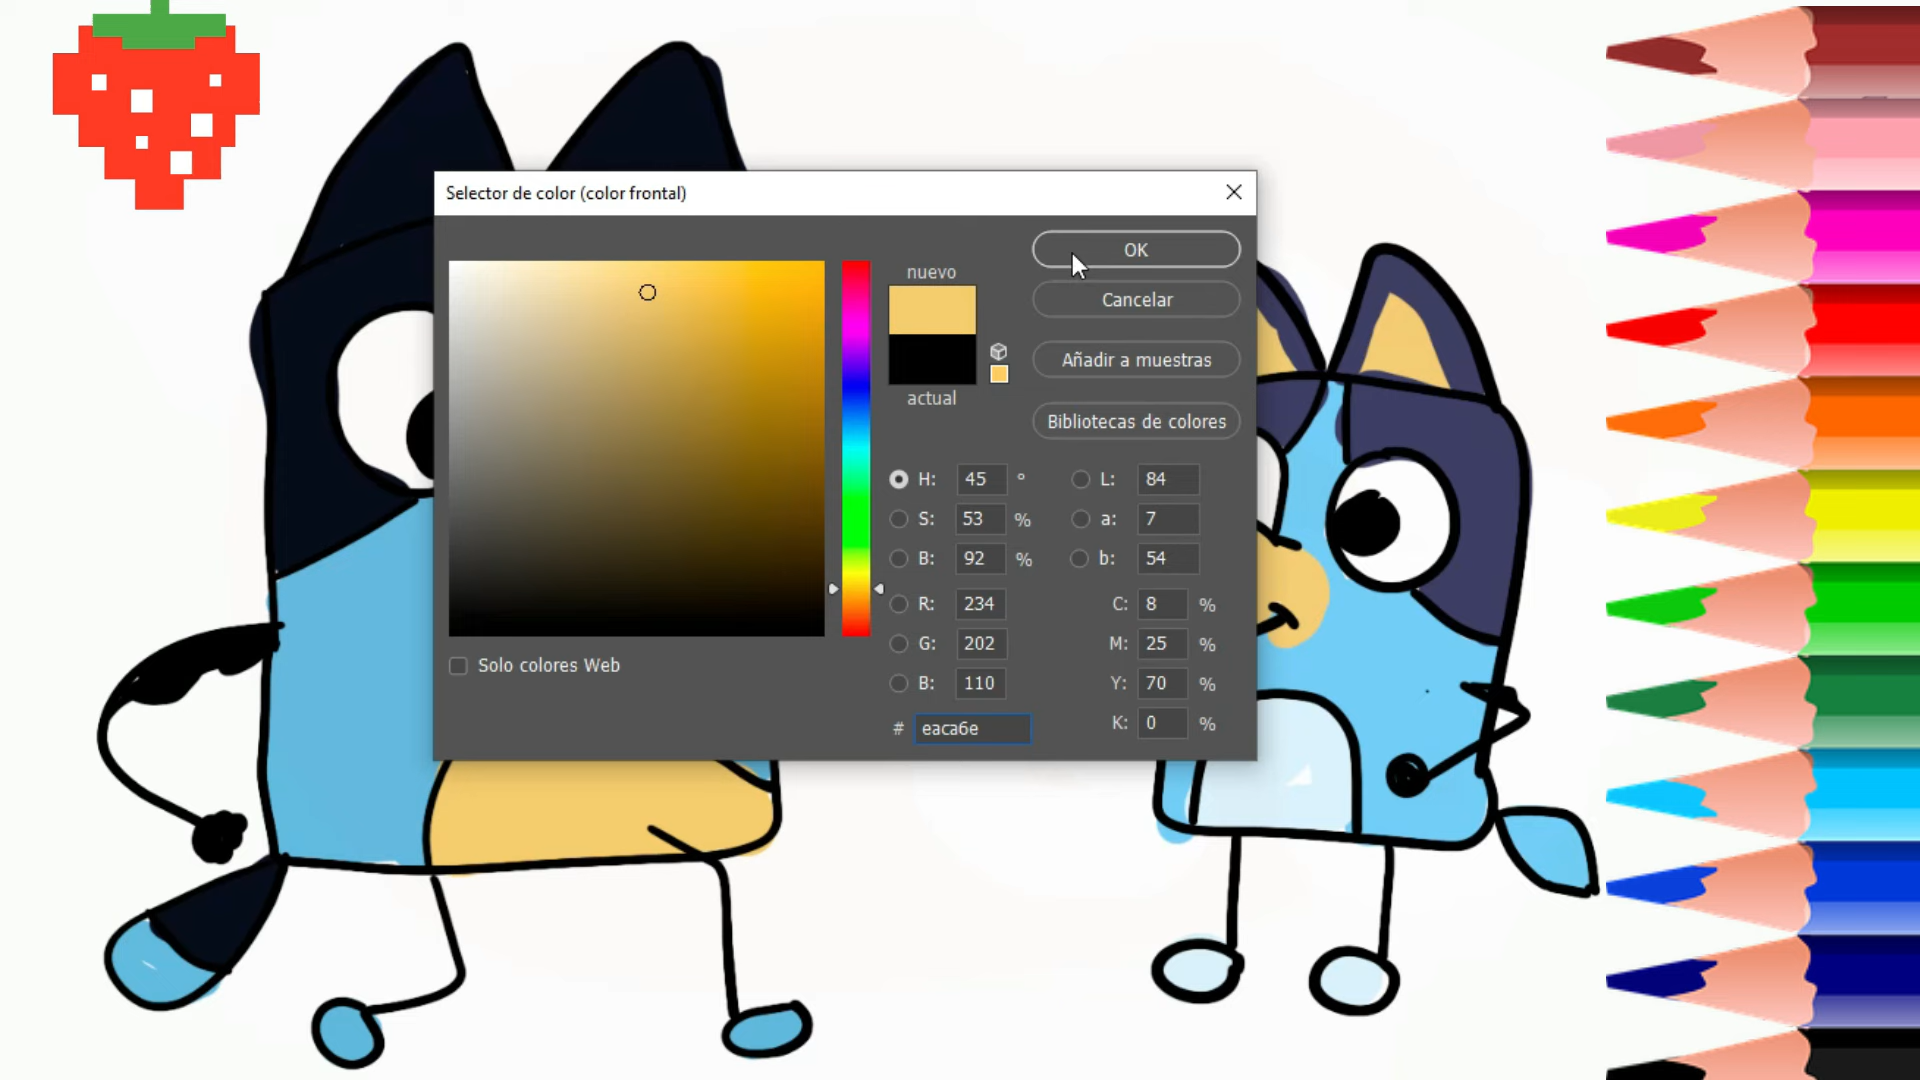 Selector de color (color frontal)
OK
nuevo
Cancelar
Añadir a muestras
actual
Bibliotecas de colores
H: 45 ° L: 84
S: 53 % a: 7
B: 92 % b: 54
R: 234 C: 8 %
G: 202 M: 25 %
B: 110 Y: 70 %
K: 0 %
Solo colores Web
# eaca6e